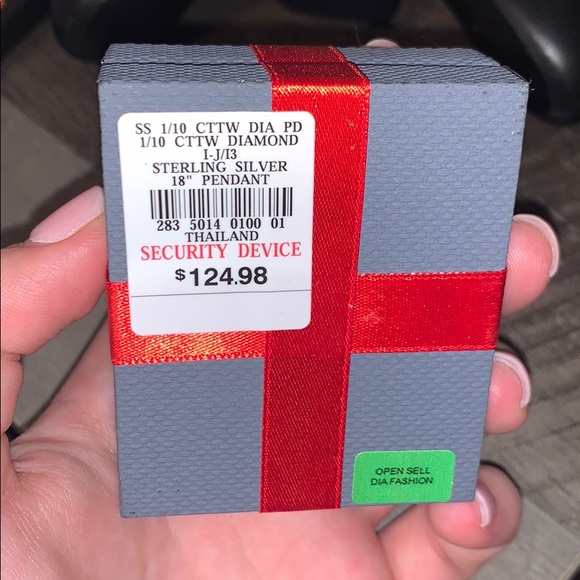 SS 1/10 CTTW DIA PD
1/10 CTTW DIAMOND
I-J/I3
STERLING SILVER
18" PENDANT
283 5014 0100 01
THAILAND
SECURITY DEVICE
$124.98
OPEN SELL
DIA FASHION